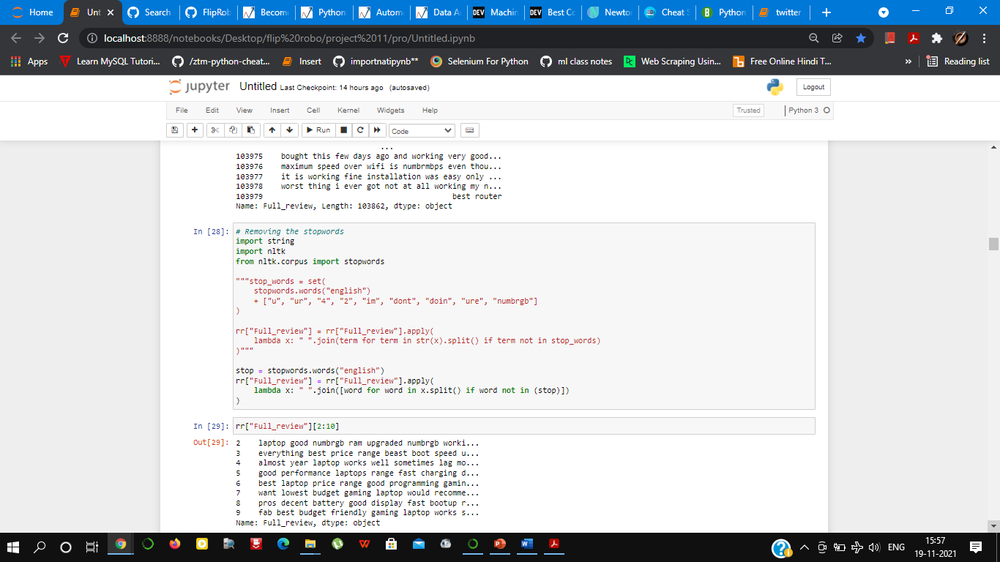 Home
Unt
Search
FlipRob
Becom
Python
Autom
Data A
DEV Machin
DEV Best Co
Newto
Cheat S
B Python
twitter
localhost:8888/notebooks/Desktop/flip%20robo/project%2011/pro/Untitled.ipynb
Apps
Learn MySQL Tutori...
/ztm-python-cheat...
Insert
importnatipynb**
Selenium For Python
ml class notes
Web Scraping Usin...
Free Online Hindi T...
»
Reading list
jupyter Untitled Last Checkpoint: 14 hours ago (autosaved)
Logout
File Edit View Insert Cell Kernel Widgets Help
Trusted
Python 3
Run
Code
...
103975 bought this few days ago and working very good...
103976 maximum speed over wifi is numbrmbps even thou...
103977 it is working fine installation was easy only ...
103978 worst thing i ever got not at all working my n...
103979 best router
Name: Full_review, Length: 103862, dtype: object
In [28]:
# Removing the stopwords
import string
import nltk
from nltk.corpus import stopwords
"""stop_words = set(
stopwords.words("english")
+ ["u", "ur", "4", "2", "im", "dont", "doin", "ure", "numbrgb"]
)
rr["Full_review"] = rr["Full_review"].apply(
lambda x: " ".join(term for term in str(x).split() if term not in stop_words)
)"""
stop = stopwords.words("english")
rr["Full_review"] = rr["Full_review"].apply(
lambda x: " ".join([word for word in x.split() if word not in (stop)])
)
In [29]: rr["Full_review"][2:10]
Out[29]: 2 laptop good numbrgb ram upgraded numbrgb worki...
3 everything best price range beast boot speed u...
4 almost year laptop works well sometimes lag mo...
5 good performance laptops range fast charging d...
6 best laptop price range good programming gamin...
7 want lowest budget gaming laptop would recomme...
8 pros decent battery good display fast bootup r...
9 fab best budget friendly gaming laptop works s...
Name: Full_review, dtype: object
ENG
15:57
19-11-2021